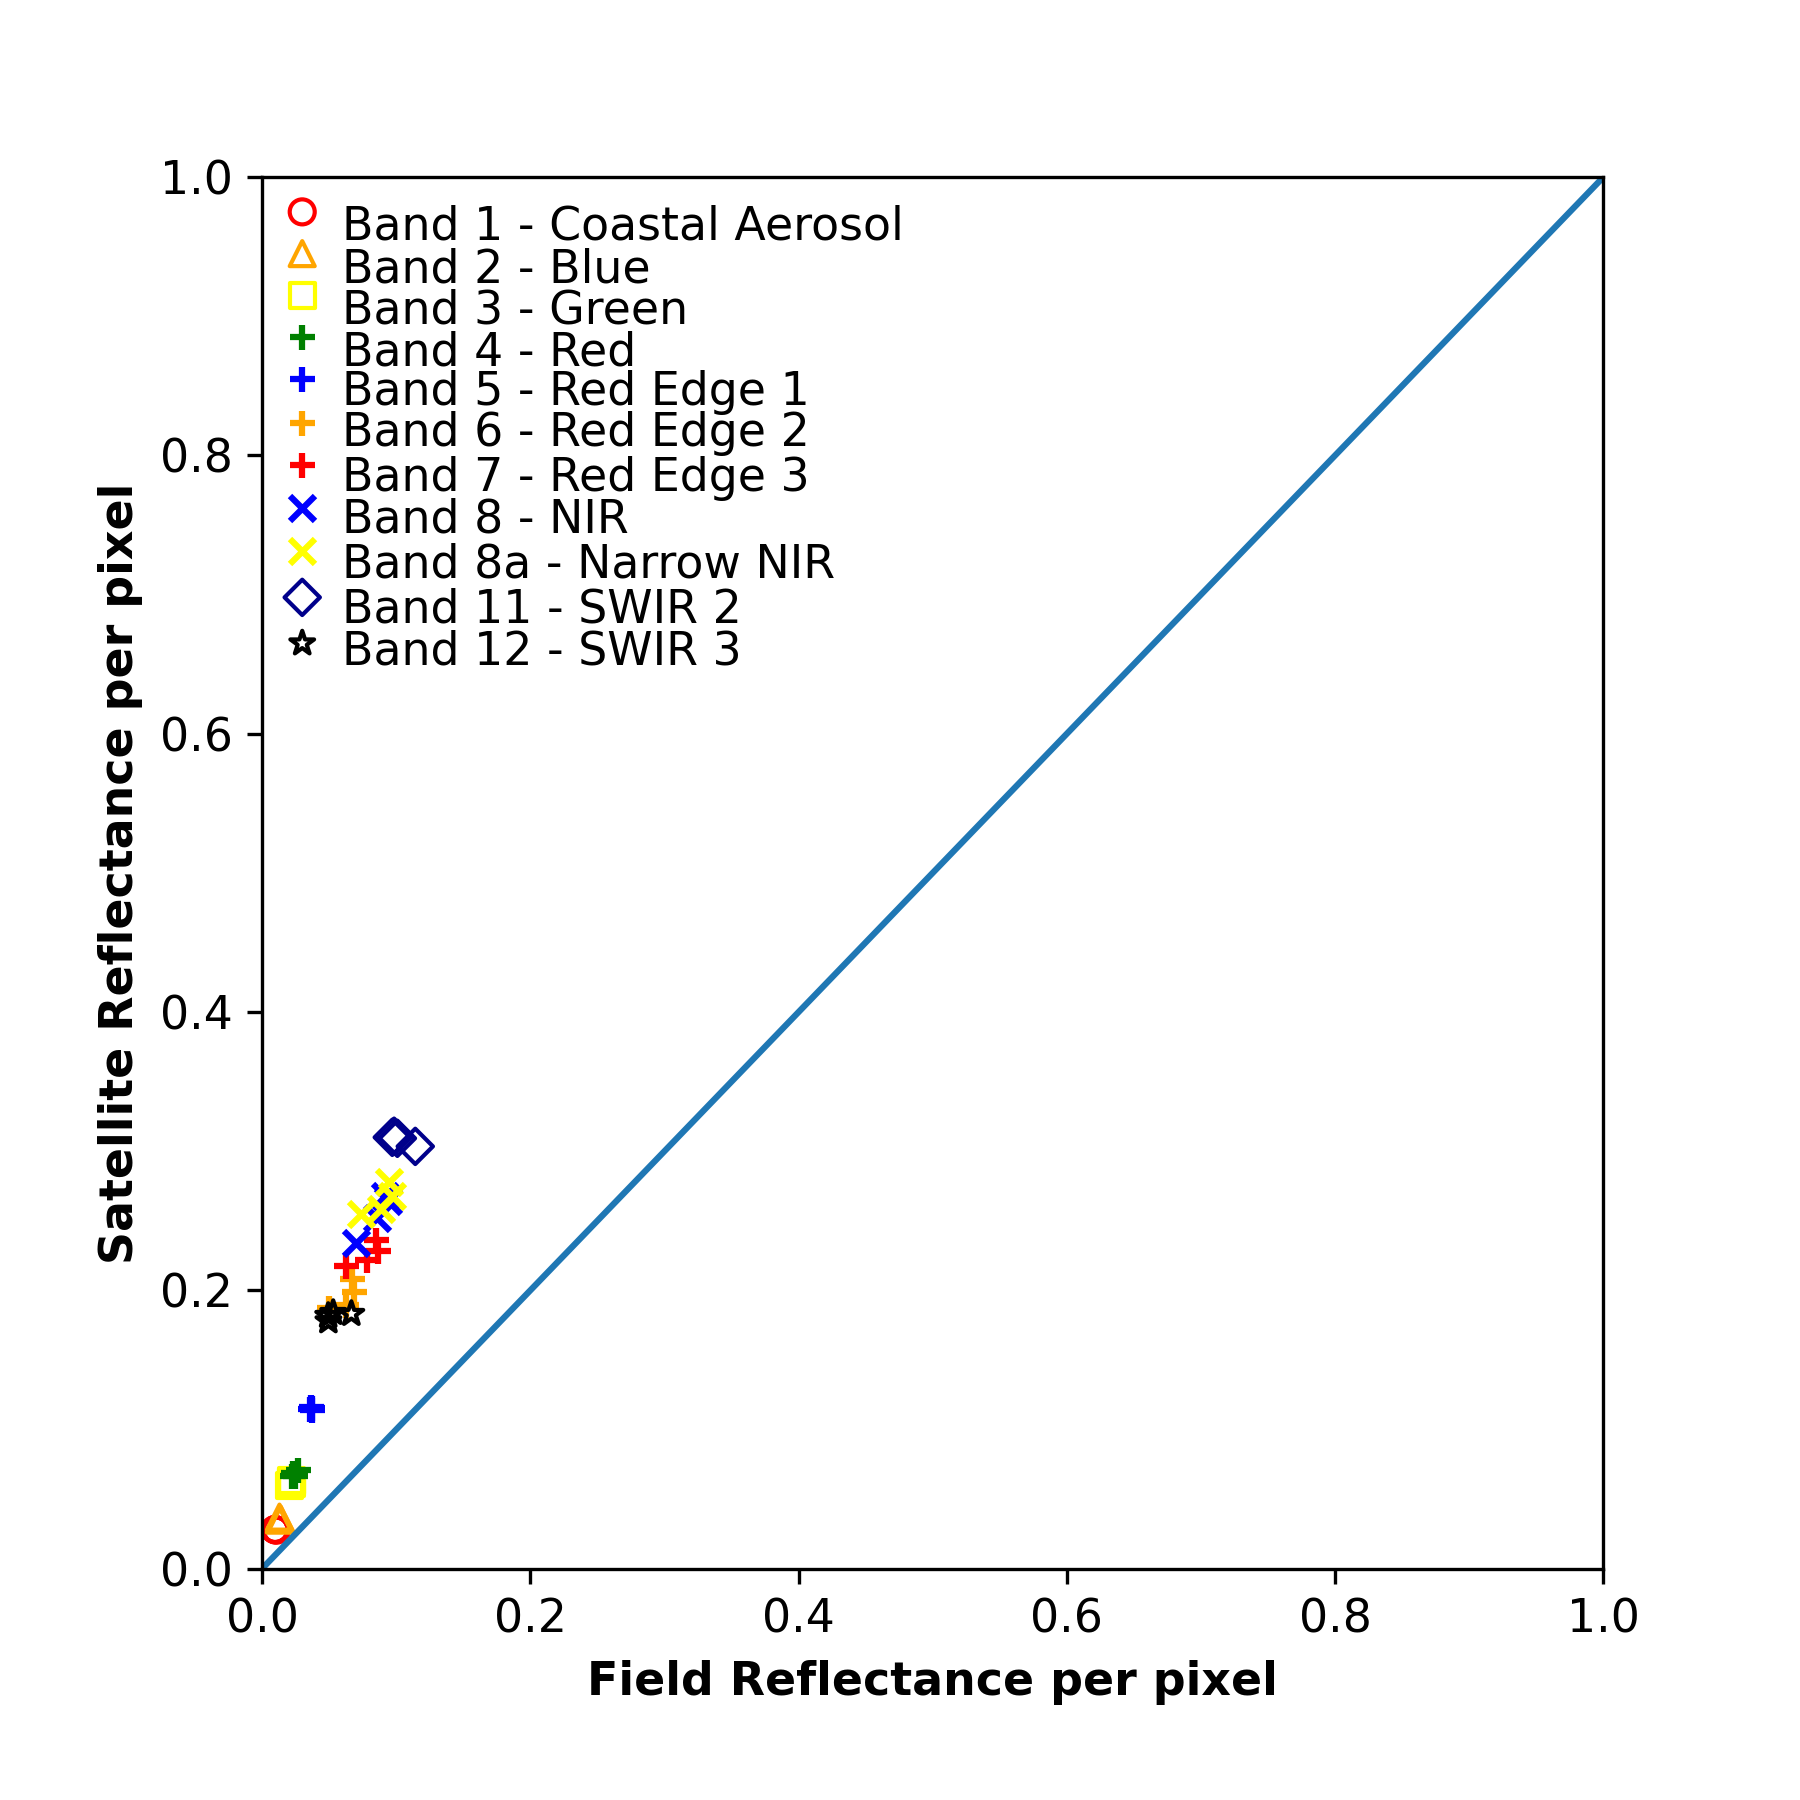 1.0
Band 1 - Coastal Aerosol
Band 2 - Blue
Band 3 - Green
Band 4 - Red
Band 5 - Red Edge 1
Band 6 - Red Edge 2
Band 7 - Red Edge 3
Band 8 - NIR
Band 8a - Narrow NIR
Band 11 - SWIR 2
Band 12 - SWIR 3
0.8
0.6
0.4
0.2
0.0
Satellite Reflectance per pixel
0.0 0.2 0.4 0.6 0.8 1.0
Field Reflectance per pixel